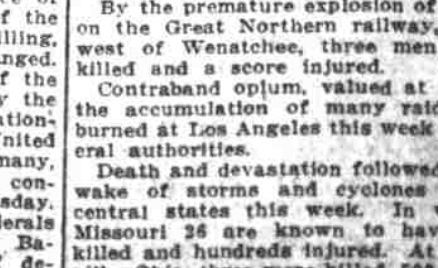 f the
illing,
nged.
f the
y the
ation-
nited
many,
con-
sday.
erals
Ba-
de-
By the premature explosion of
on the Great Northern railway,
west of Wenatchee, three men
killed and a score injured.
Contraband opium, valued at
the accumulation of many raid
burned at Los Angeles this week
eral authorities.
Death and devastation followed
wake of storms and cyclones
central states this week. In
Missouri 26 are known to hav
killed and hundreds injured. At